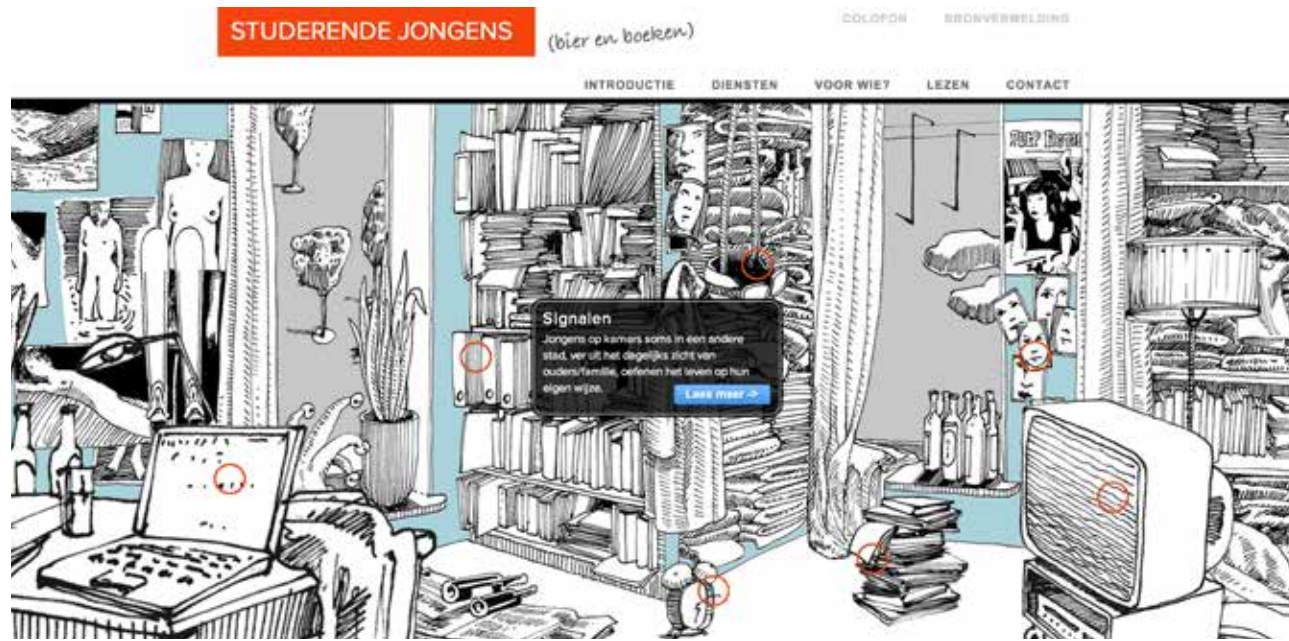 STUDERENDE JONGENS
(bier en boeken)
COLOFON BRONVERMELDING
INTRODUCTIE DIENSTEN VOOR WIE? LEZEN CONTACT
PULP
Signalen
Jongens op kamers soms in een andere
stad, ver uit het dagelijks zicht van
ouders/familie, oefenen het leven op hun
eigen wijze.
Lees meer ->